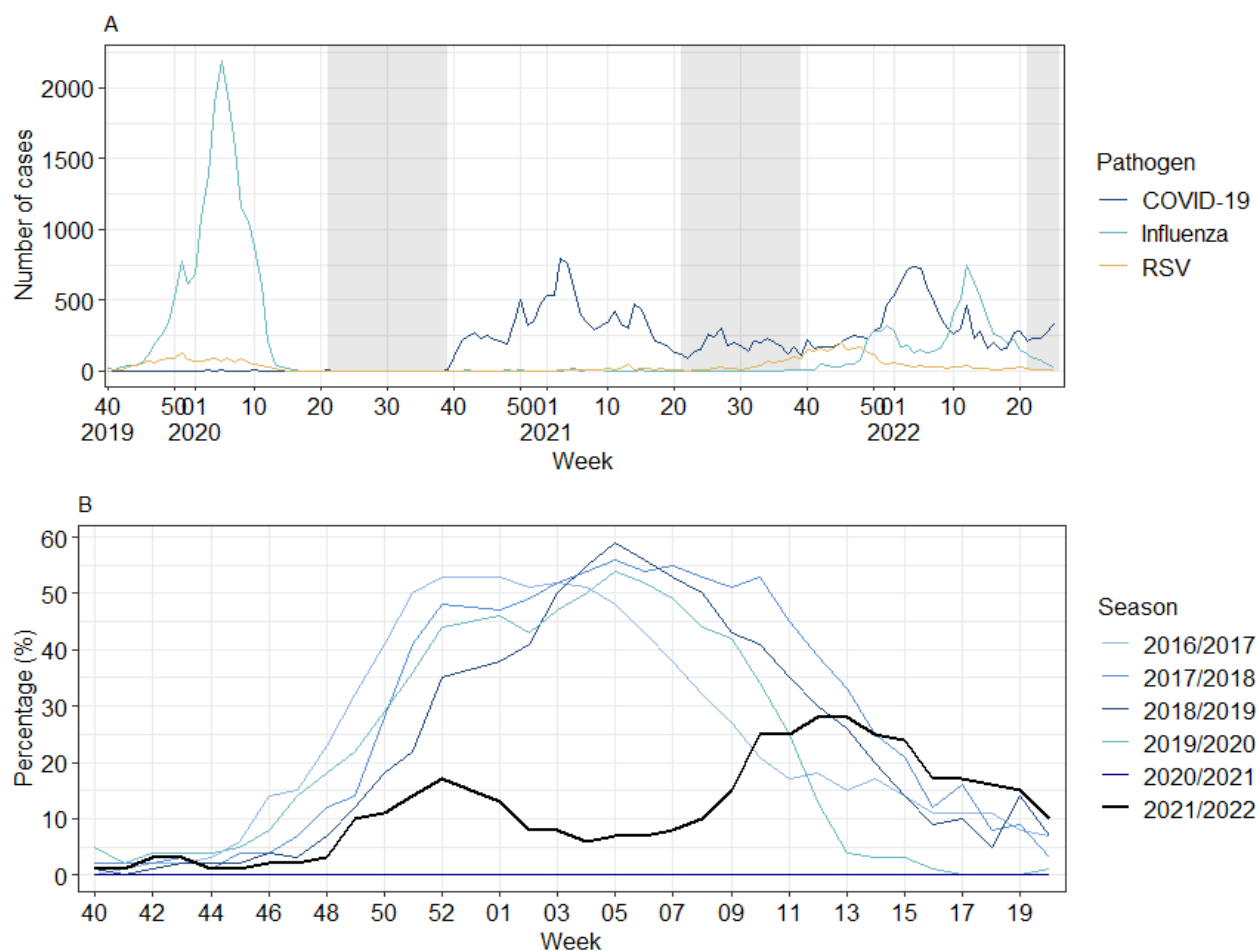 A
2000
1500
1000
500
0
Number of cases
40 50 01 10 20 30 40 50 01 10 20 30 40 50 01 10 20
2019 2020 2021 2022
Week
Pathogen
COVID-19
Influenza
RSV
B
60
50
40
30
20
10
0
Percentage (%)
40 42 44 46 48 50 52 01 03 05 07 09 11 13 15 17 19
Week
Season
2016/2017
2017/2018
2018/2019
2019/2020
2020/2021
2021/2022